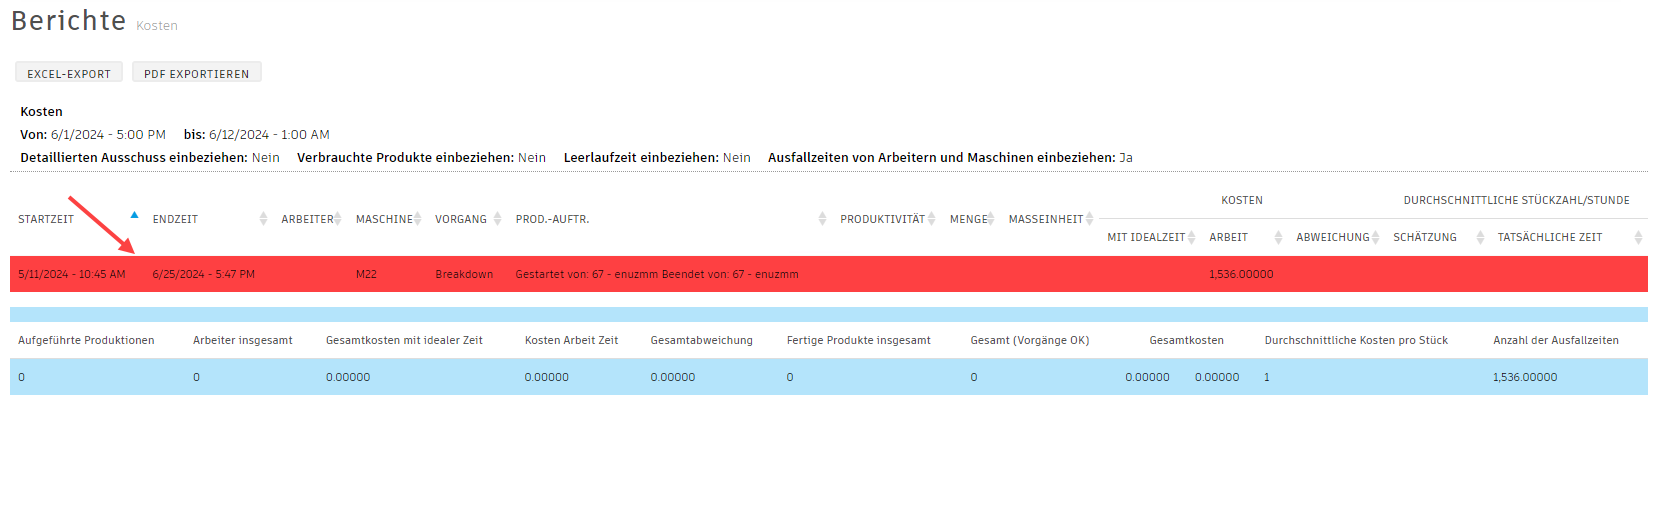 Berichte Kosten
EXCEL-EXPORT PDF EXPORTIEREN
Kosten
Von: 6/1/2024 - 5:00 PM bis: 6/12/2024 - 1:00 AM
Detaillierten Ausschuss einbeziehen: Nein Verbrauchte Produkte einbeziehen: Nein Leerlaufzeit einbeziehen: Nein Ausfallzeiten von Arbeitern und Maschinen einbeziehen: Ja
KOSTEN DURCHSCHNITTLICHE STÜCKZAHL/STUNDE
STARTZEIT ENDZEIT ARBEITER MASCHINE VORGANG PROD.-AUFTR. PRODUKTIVITÄT MENGE MASSEINHEIT
MIT IDEALZEIT ARBEIT ABWEICHUNG SCHÄTZUNG TATSÄCHLICHE ZEIT
5/11/2024 - 10:45 AM 6/25/2024 - 5:47 PM M22 Breakdown Gestartet von: 67 - enuzmm Beendet von: 67 - enuzmm 1,536.00000
Aufgeführte Produktionen Arbeiter insgesamt Gesamtkosten mit idealer Zeit Kosten Arbeit Zeit Gesamtabweichung Fertige Produkte insgesamt Gesamt (Vorgänge OK) Gesamtkosten Durchschnittliche Kosten pro Stück Anzahl der Ausfallzeiten
0 0 0.00000 0.00000 0.00000 0 0 0.00000 0.00000 1 1,536.00000